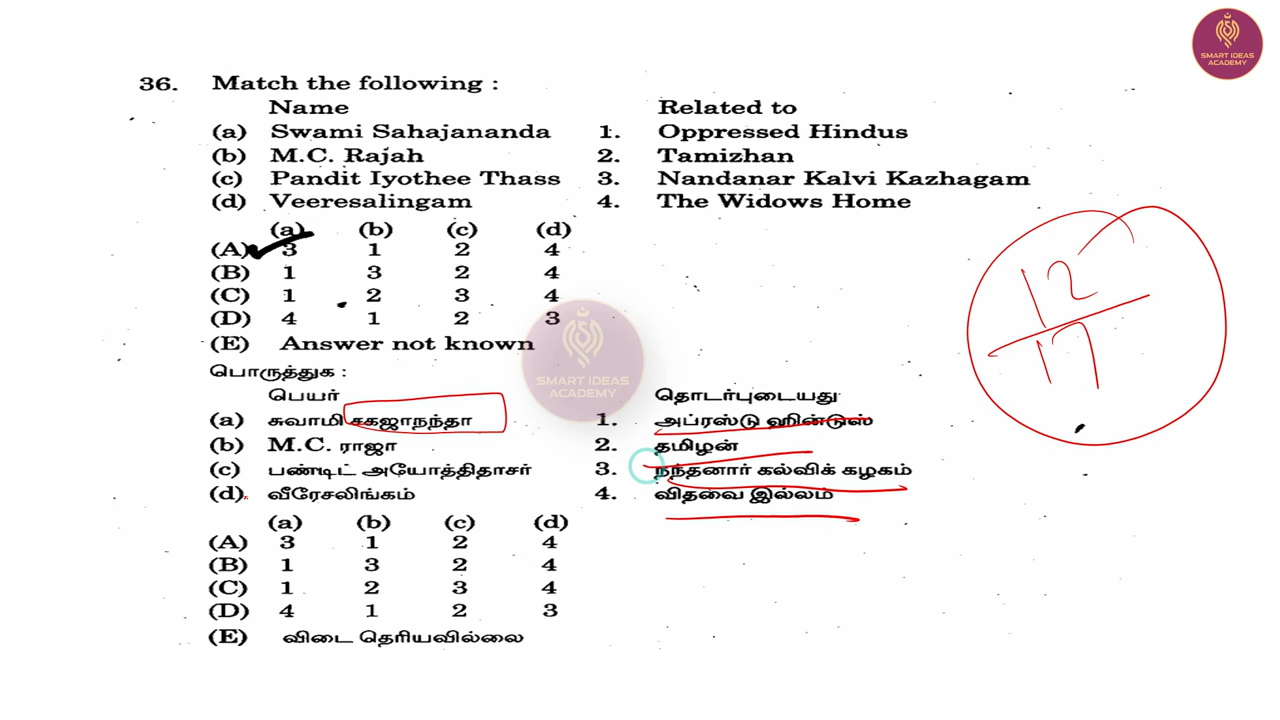 SMART IDEAS
ACADEMY
36. Match the following :
Name Related to
(a) Swami Sahajananda 1. Oppressed Hindus
(b) M.C. Rajah 2. Tamizhan
(c) Pandit Iyothee Thass 3. Nandanar Kalvi Kazhagam
(d) Veeresalingam 4. The Widows Home
(a) (b) (c) (d)
(A) 3 1 2 4
(B) 1 3 2 4
(C) 1 2 3 4
(D) 4 1 2 3
(E) Answer not known
12
17
SMART IDEAS
ACADEMY
பொருத்துக :
பெயர் தொடர்புடையது
(a) சுவாமி சகஜாநந்தா 1. அப்ரஸ்டு ஹிண்டுஸ்
(b) M.C. ராஜா 2. தமிழன்
(c) பண்டிட் அயோத்திதாசர் 3. நந்தனார் கல்விக் கழகம்
(d) வீரேசலிங்கம் 4. விதவை இல்லம்
(a) (b) (c) (d)
(A) 3 1 2 4
(B) 1 3 2 4
(C) 1 2 3 4
(D) 4 1 2 3
(E) விடை தெரியவில்லை